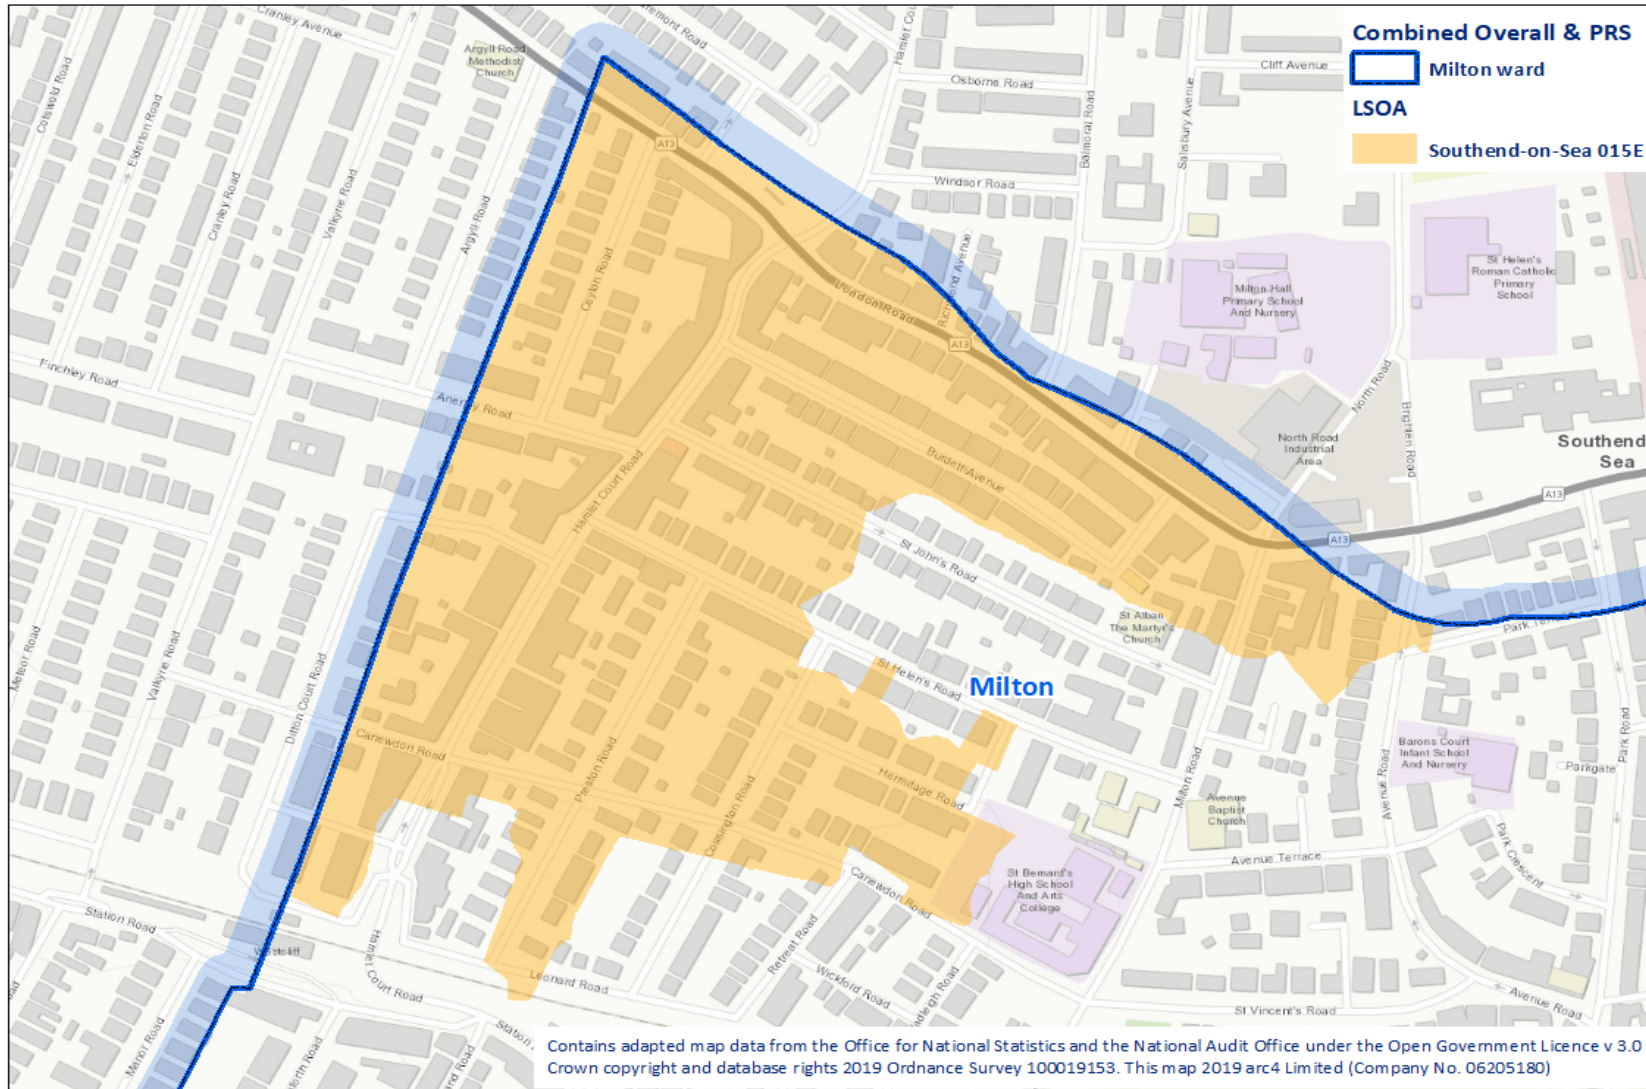 Combined Overall & PRS
Milton ward
LSOA
Southend-on-Sea 015E
Cranley Avenue
Argyll Road
Methodist
Church
Osborne Road
Cliff Avenue
Cotswold Road
Elderton Road
Cranley Road
Valkyrie Road
Argyll Road
A13
Balmoral Road
Salisbury Avenue
Windsor Road
Ceylon Road
London Road
Richmond Avenue
A13
Milton Hall
Primary School
And Nursery
St Helen's
Roman Catholic
Primary
School
Finchley Road
Anerley Road
North Road
Brighten Road
North Road
Industrial
Area
Southend
Sea
A13
A13
Hamlet Court Road
Burdett Avenue
St John's Road
St Alban
The Martyr's
Church
Park Terr
Meteor Road
Valkyrie Road
Ditton Court Road
St Helen's Road
Milton
Canewdon Road
Preston Road
Cossington Road
Hermitage Road
Milton Road
Avenue Road
Barons Court
Infant School
And Nursery
Park Road
Parkgate
Avenue
Baptist
Church
Avenue Terrace
Park Crescent
St Bernard's
High School
And Arts
College
Canewdon Road
Station Road
Westcliff
Hamlet Court Road
Leonard Road
Retreat Road
Wickford Road
St Vincent's Road
Avenue Road
Manor Road
Station
Contains adapted map data from the Office for National Statistics and the National Audit Office under the Open Government Licence v 3.0
Crown copyright and database rights 2019 Ordnance Survey 100019153. This map 2019 arc4 Limited (Company No. 06205180)